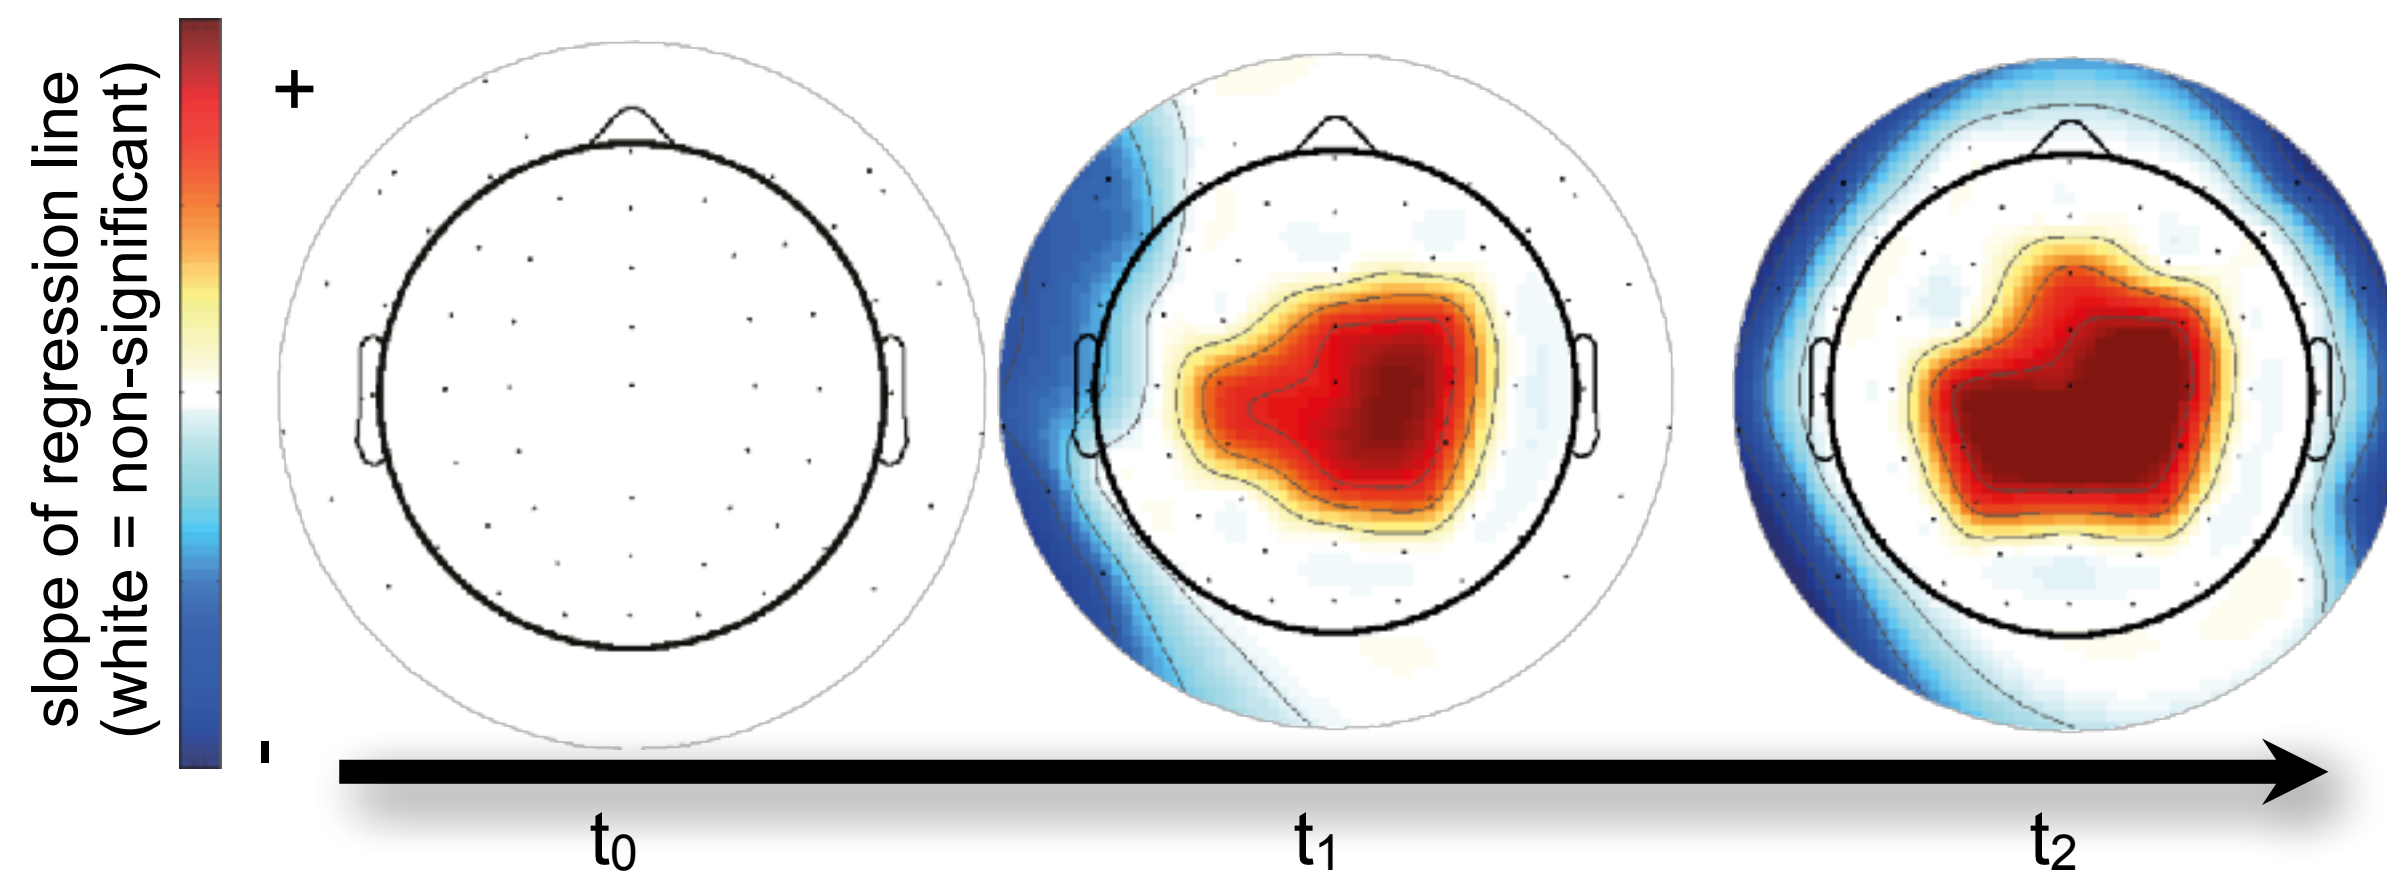 slope of regression line
(white = non-significant)
+
-
t0
t1
t2